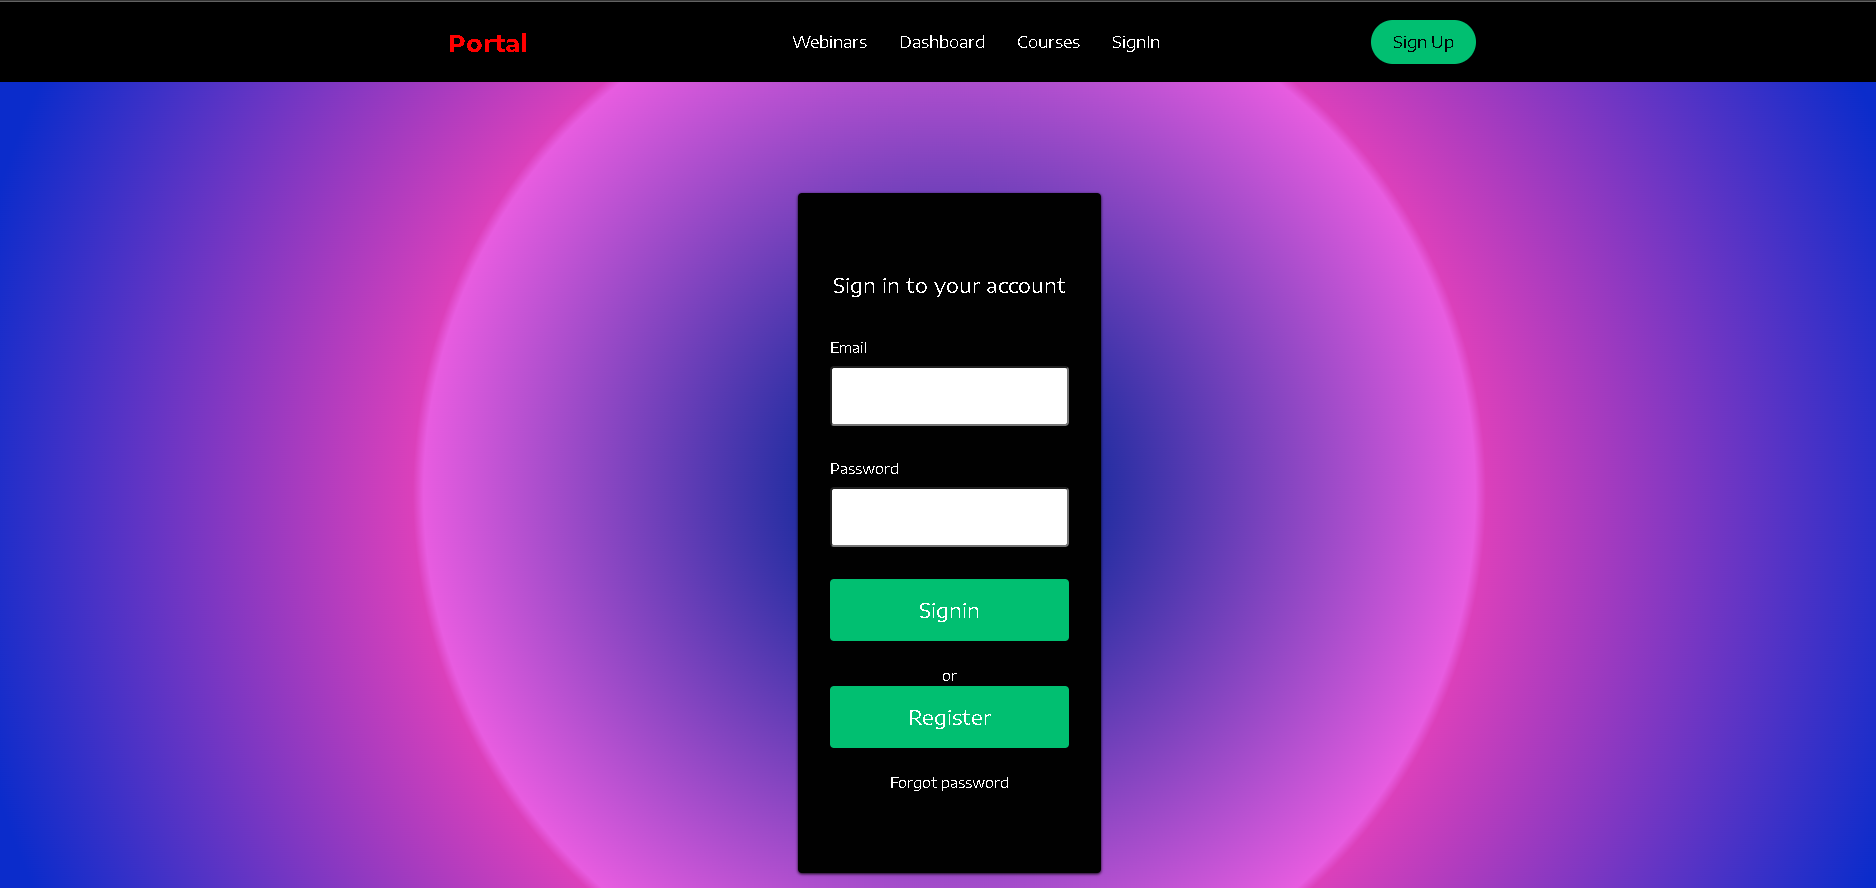 Portal
Webinars Dashboard Courses SignIn
Sign Up
Sign in to your account
Email
Password
Signin
or
Register
Forgot password